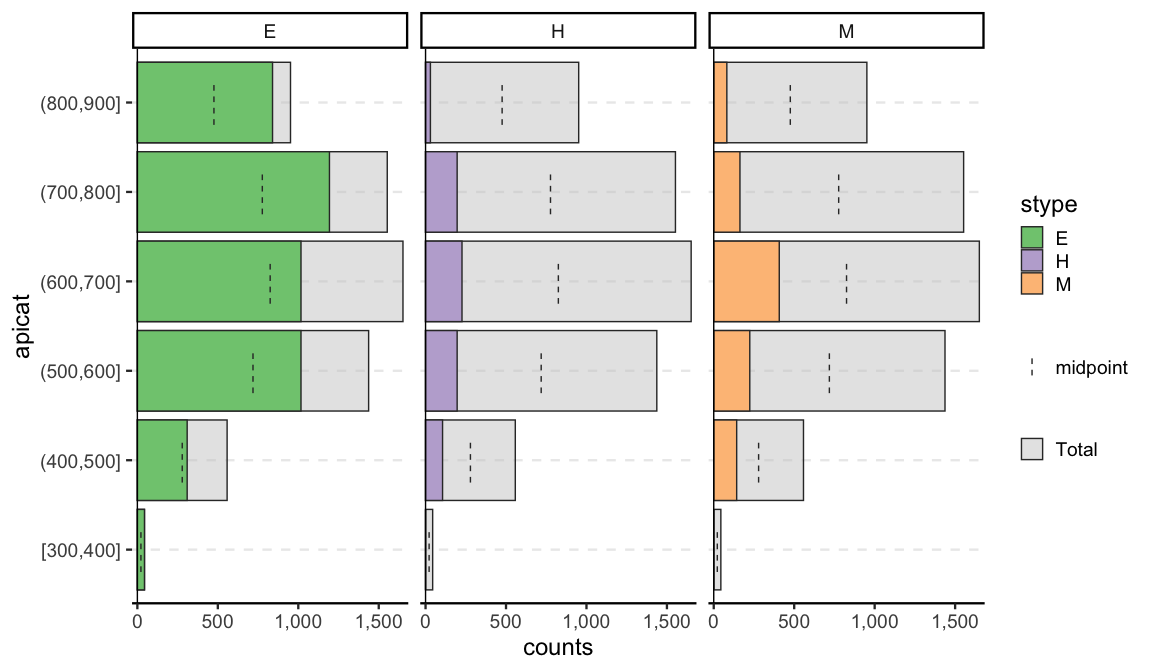 E H M
(800,900]
(700,800]
(600,700]
(500,600]
(400,500]
[300,400]
apicat
0 500 1,000 1,500 0 500 1,000 1,500 0 500 1,000 1,500
counts
stype
E
H
M
midpoint
Total